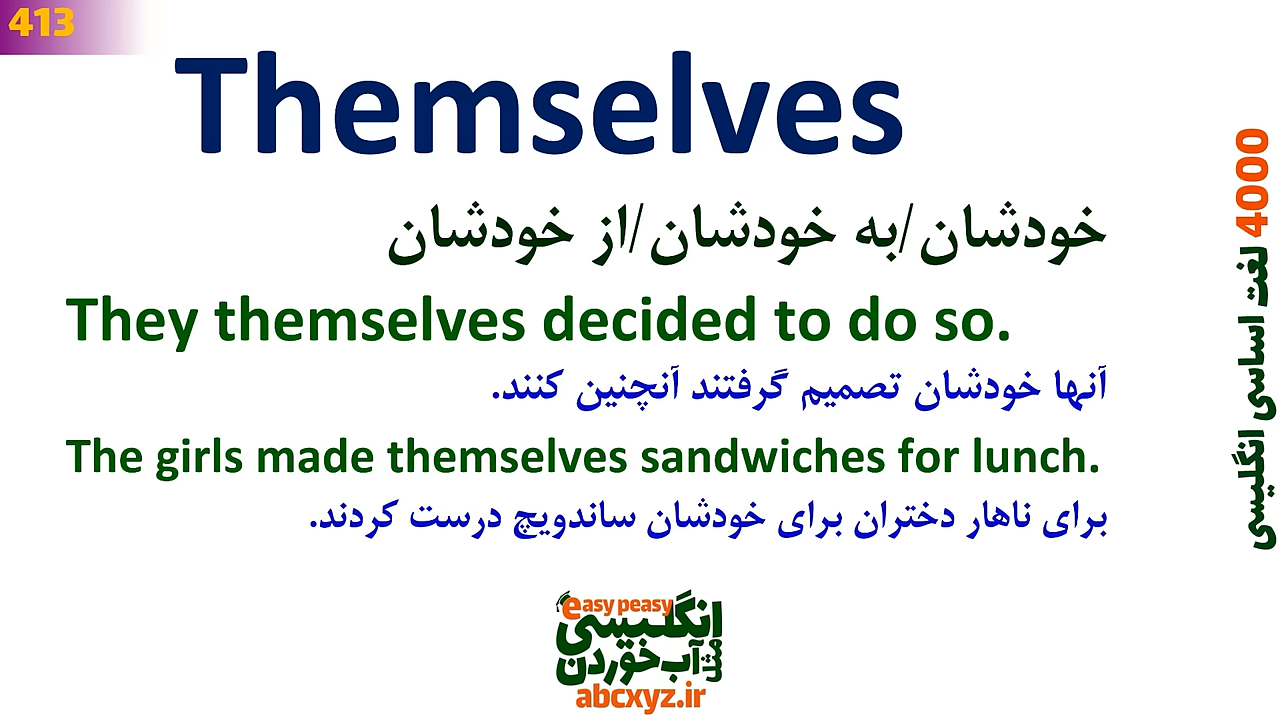 413
Themselves
خودشان/به خودشان/از خودشان
They themselves decided to do so.
آنها خودشان تصمیم گرفتند آنچنین کنند.
The girls made themselves sandwiches for lunch.
برای ناهار دختران برای خودشان ساندویچ درست کردند.
4000 لغت اساسی انگلیسی
easy peasy
انگلیسی
مثل آب خوردن
abcxyz.ir